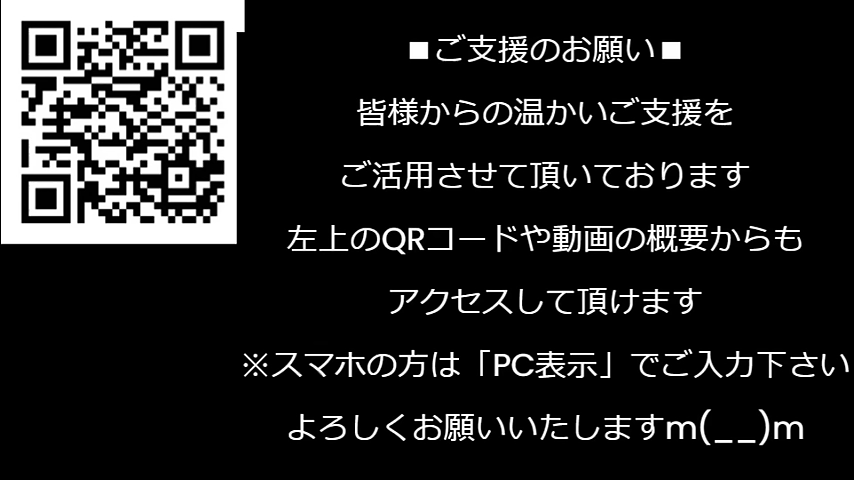 ■ご支援のお願い■
皆様からの温かいご支援を
ご活用させて頂いております
左上のQRコードや動画の概要からも
アクセスして頂けます
※スマホの方は「PC表示」でご入力下さい
よろしくお願いいたしますm(__)m